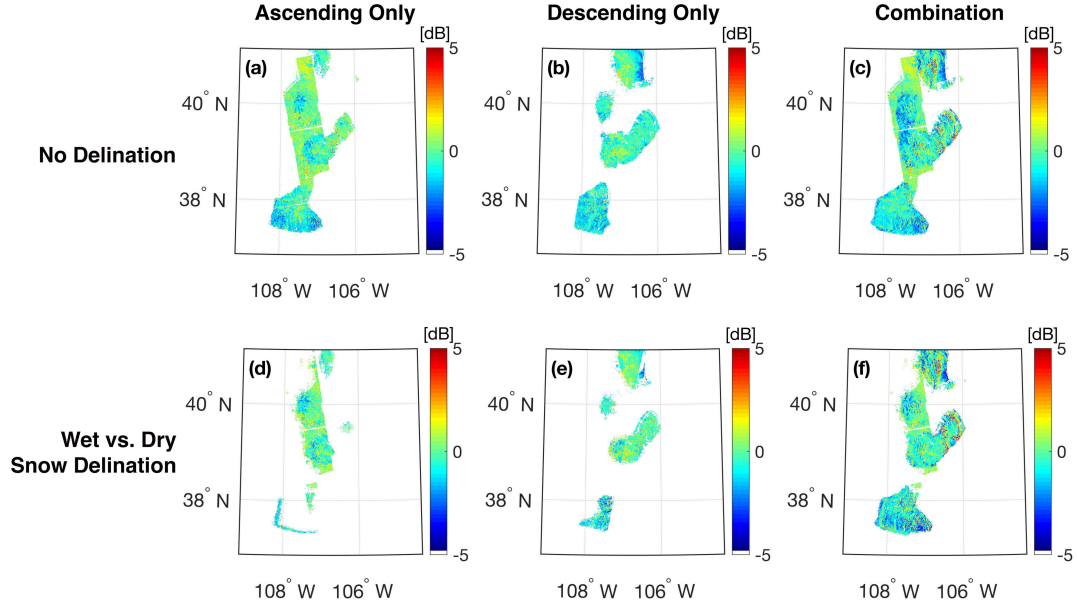 Ascending Only Descending Only Combination
[dB] [dB] [dB]
(a) 5 (b) 5 (c) 5
40° N 40° N 40° N
No Delination 0 0 0
38° N 38° N 38° N
-5 -5 -5
108° W 106° W 108° W 106° W 108° W 106° W
[dB] [dB] [dB]
(d) 5 (e) 5 (f) 5
40° N 40° N 40° N
Wet vs. Dry
Snow Delination 0 0 0
38° N 38° N 38° N
-5 -5 -5
108° W 106° W 108° W 106° W 108° W 106° W